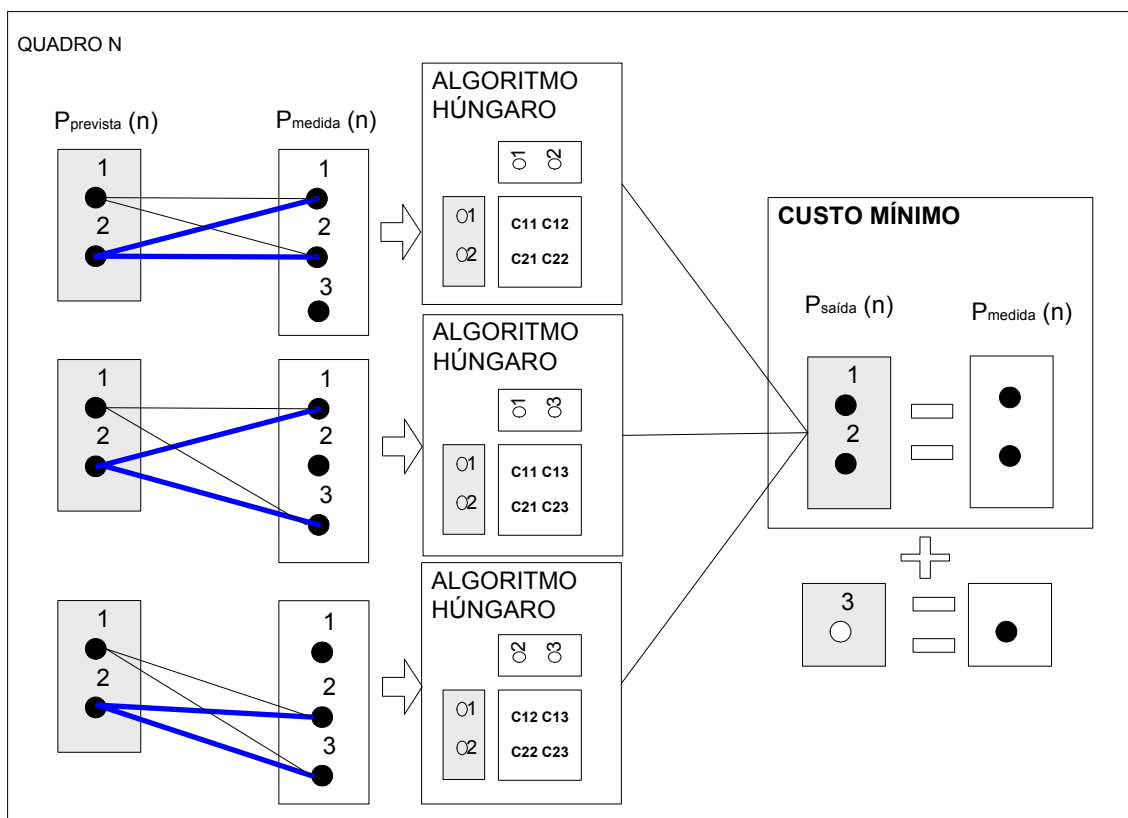 QUADRO N
Pprevista (n)
Pmedida (n)
1
2
1
2
3
ALGORITMO
HÚNGARO
O1 O2
O1
O2
C11 C12
C21 C22
1
2
1
2
3
ALGORITMO
HÚNGARO
O1 O3
O1
O2
C11 C13
C21 C23
1
2
1
2
3
ALGORITMO
HÚNGARO
O2 O3
O1
O2
C12 C13
C22 C23
CUSTO MÍNIMO
Psaída (n)
Pmedida (n)
1
2
3